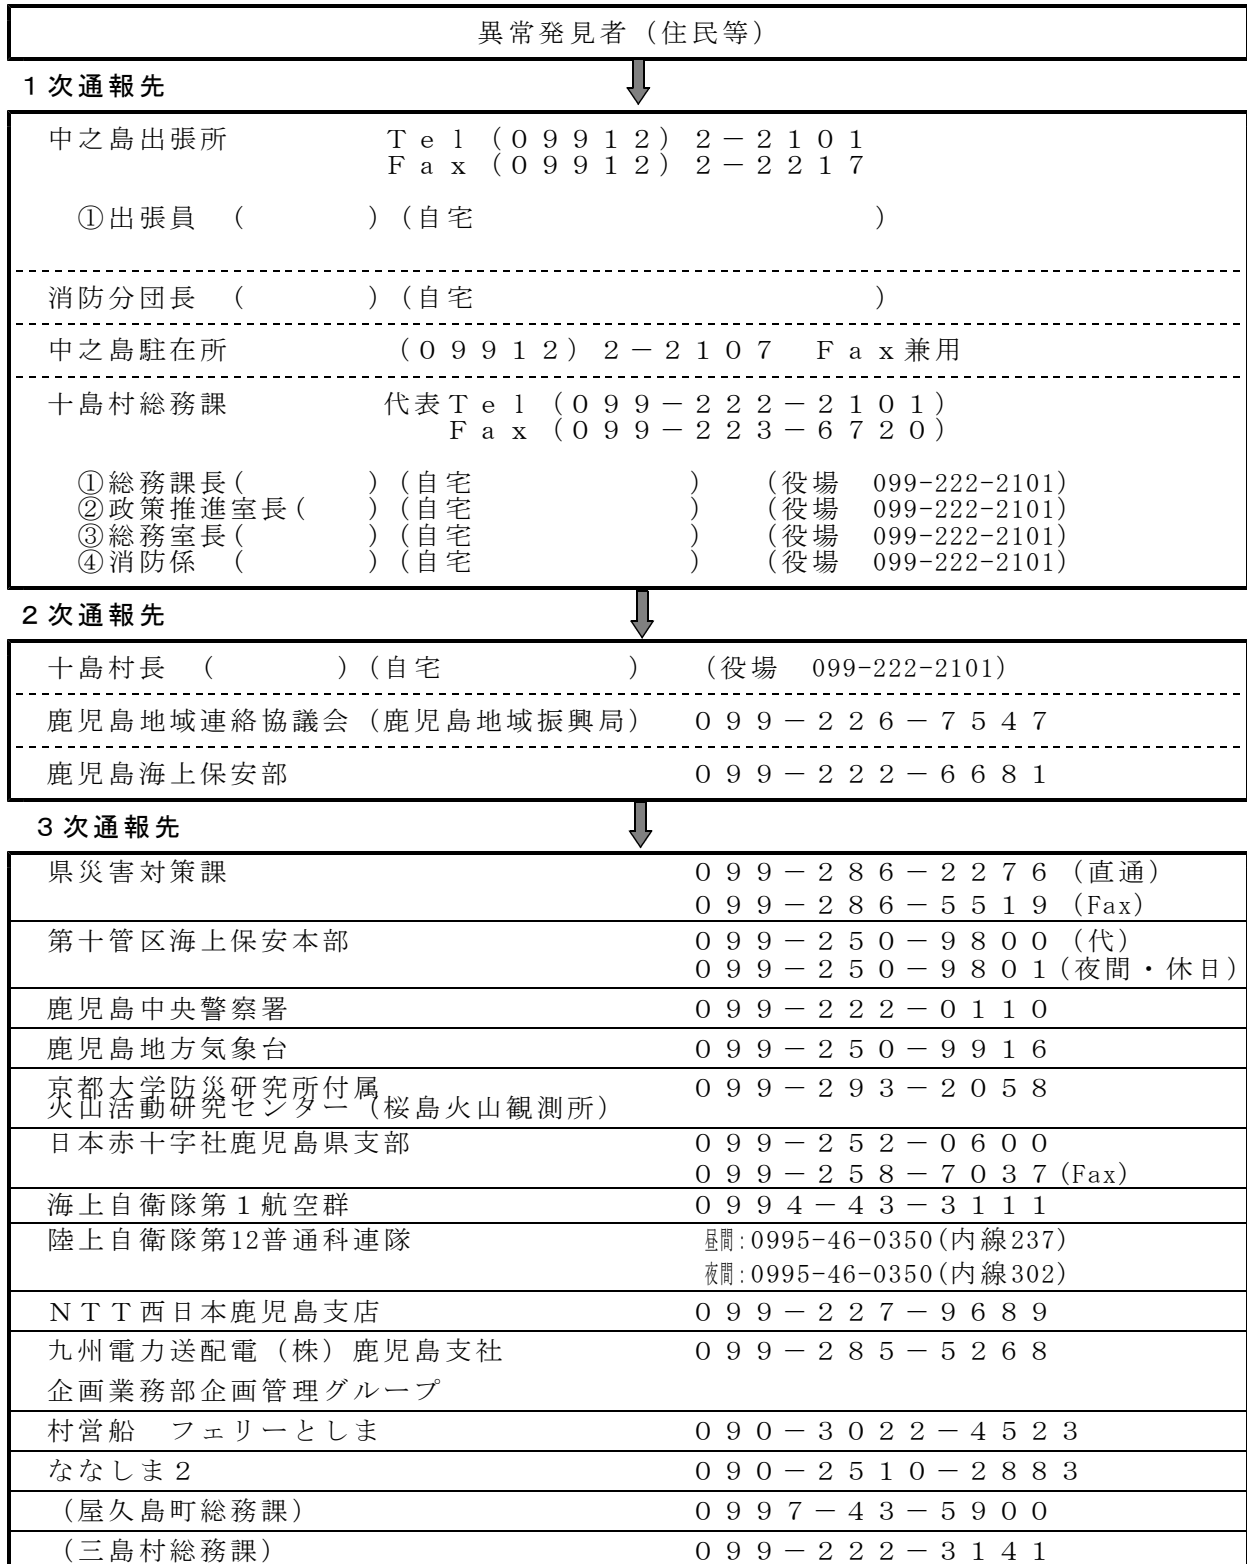 異常発見者（住民等）
１次通報先
中之島出張所　Ｔｅｌ（０９９１２）２－２１０１
Ｆａｘ（０９９１２）２－２２１７
①出張員　（　　　　）（自宅　　　　　　　　　　　　　）
消防分団長　（　　　　）（自宅　　　　　　　　　　　　　）
中之島駐在所　（０９９１２）２－２１０７　Ｆａｘ兼用
十島村総務課　代表Ｔｅｌ（０９９－２２２－２１０１）
Ｆａｘ（０９９－２２３－６７２０）
①総務課長（　　　　）（自宅　　　　　　　）　（役場　099-222-2101）
②政策推進室長（　　）（自宅　　　　　　　）　（役場　099-222-2101）
③総務室長（　　　　）（自宅　　　　　　　）　（役場　099-222-2101）
④消防係　（　　　　）（自宅　　　　　　　）　（役場　099-222-2101）
２次通報先
十島村長　（　　　　）（自宅　　　　　　）　（役場　099-222-2101）
鹿児島地域連絡協議会（鹿児島地域振興局）　０９９－２２６－７５４７
鹿児島海上保安部　０９９－２２２－６６８１
３次通報先
県災害対策課　０９９－２８６－２２７６（直通）
０９９－２８６－５５１９（Fax）
第十管区海上保安本部　０９９－２５０－９８００（代）
０９９－２５０－９８０１（夜間・休日）
鹿児島中央警察署　０９９－２２２－０１１０
鹿児島地方気象台　０９９－２５０－９９１６
京都大学防災研究所付属　０９９－２９３－２０５８
火山活動研究センター（桜島火山観測所）
日本赤十字社鹿児島県支部　０９９－２５２－０６００
０９９－２５８－７０３７(Fax)
海上自衛隊第１航空群　０９９４－４３－３１１１
陸上自衛隊第12普通科連隊　昼間:0995-46-0350(内線237)
夜間:0995-46-0350(内線302)
ＮＴＴ西日本鹿児島支店　０９９－２２７－９６８９
九州電力送配電（株）鹿児島支社　０９９－２８５－５２６８
企画業務部企画管理グループ
村営船　フェリーとしま　０９０－３０２２－４５２３
ななしま２　０９０－２５１０－２８８３
（屋久島町総務課）　０９９７－４３－５９００
（三島村総務課）　０９９－２２２－３１４１